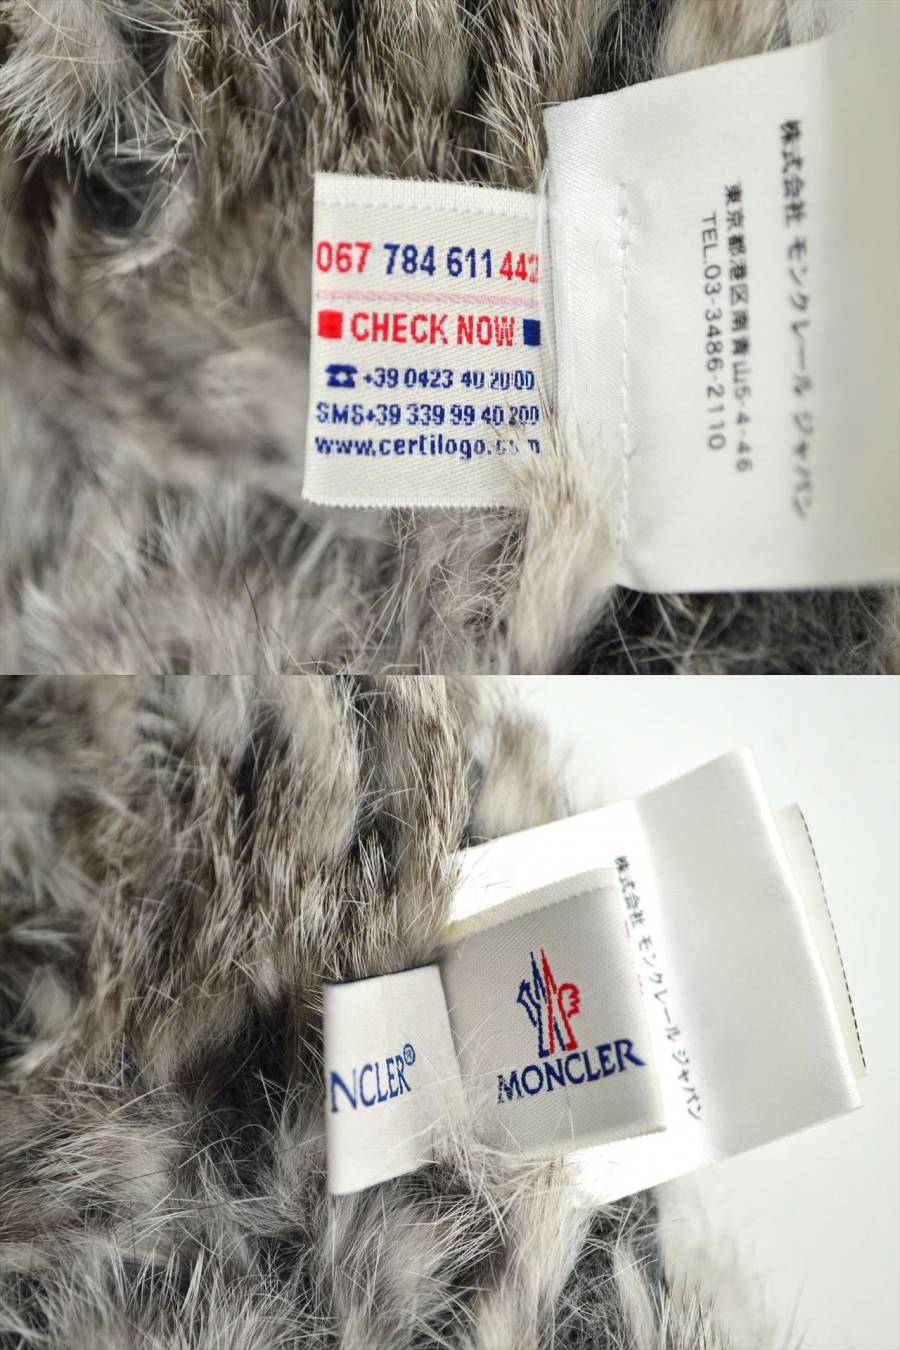 067 784 611 442
CHECK NOW
☎ +39 0423 40 20 00
SMS+39 339 99 40 200
www.certilogo.com
株式会社 モンクレール ジャパン
東京都港区南青山5-4-46
TEL.03-3486-2110
NCLER®
MONCLER
株式会社 モンクレール ジャパン